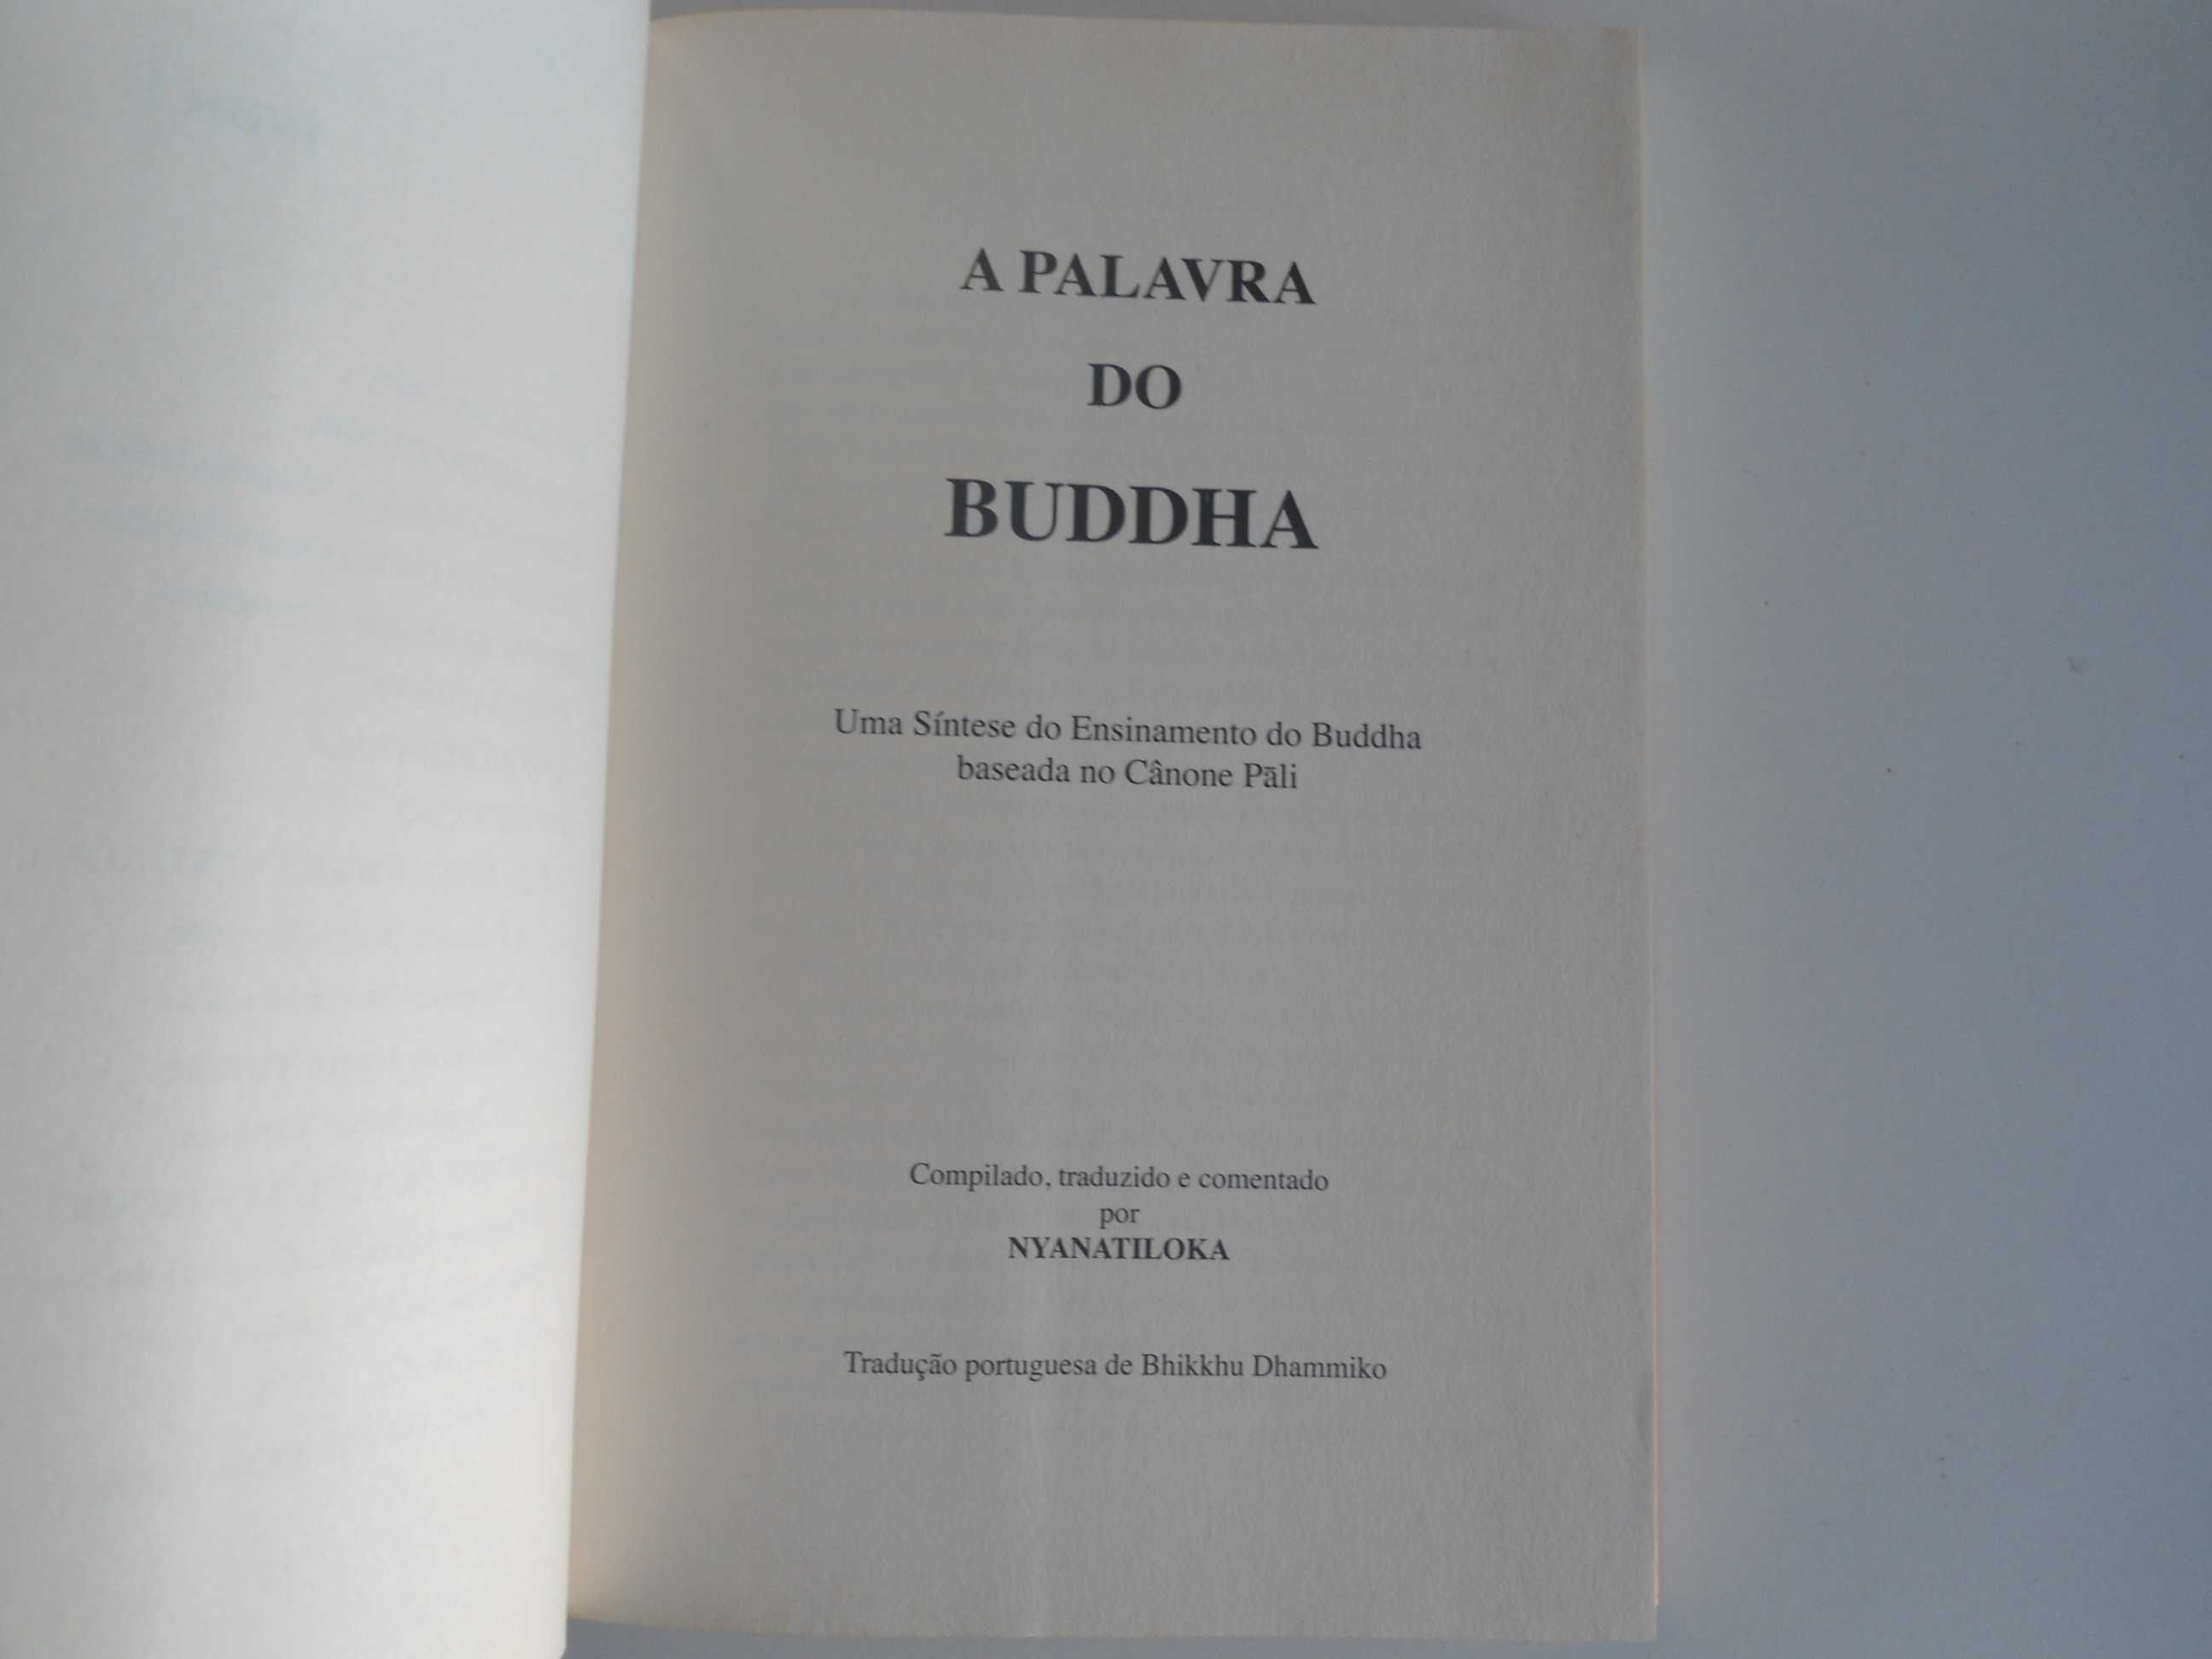 A PALAVRA
DO
BUDDHA
Uma Síntese do Ensinamento do Buddha
baseada no Cânone Pāli
Compilado, traduzido e comentado
por
NYANATILOKA
Tradução portuguesa de Bhikkhu Dhammiko